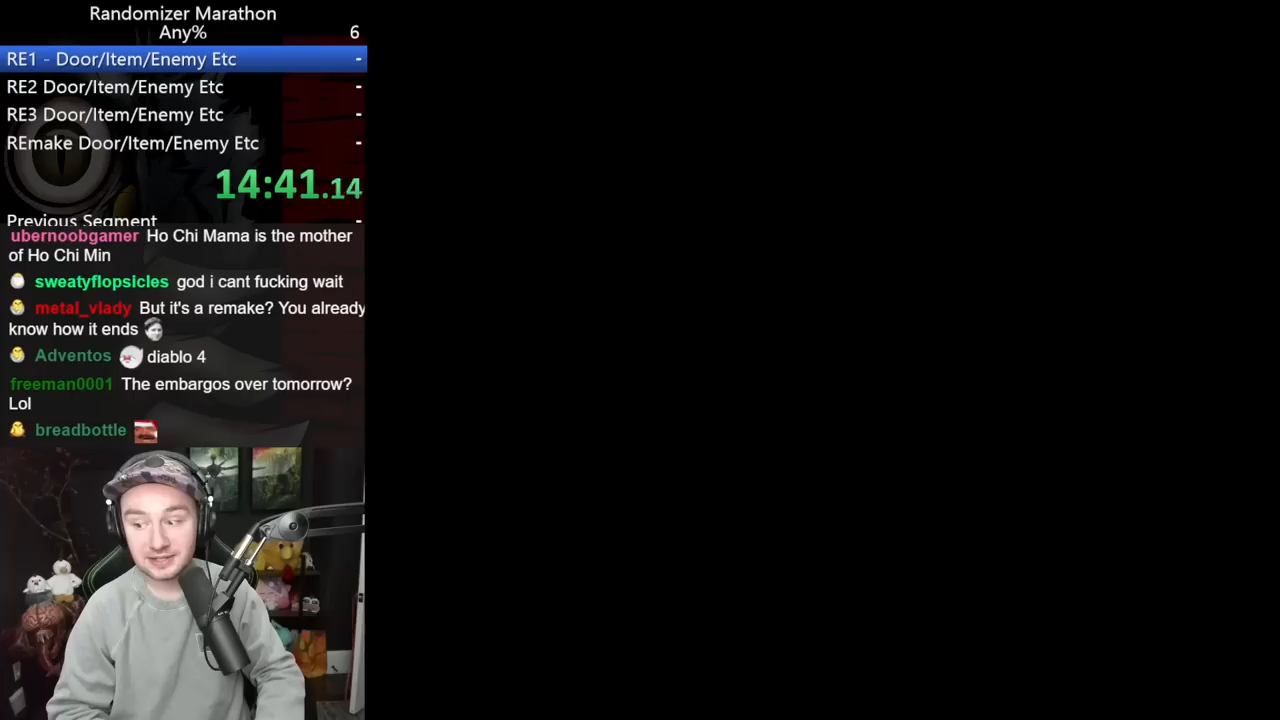 Randomizer Marathon
Any% 6
RE1 - Door/Item/Enemy Etc -
RE2 Door/Item/Enemy Etc -
RE3 Door/Item/Enemy Etc -
REmake Door/Item/Enemy Etc -
14:41.14
Previous Segment -
ubernoobgamer Ho Chi Mama is the mother
of Ho Chi Min
sweatyflopsicles god i cant fucking wait
metal_vlady But it's a remake? You already
know how it ends
Adventos diablo 4
freeman0001 The embargos over tomorrow?
Lol
breadbottle